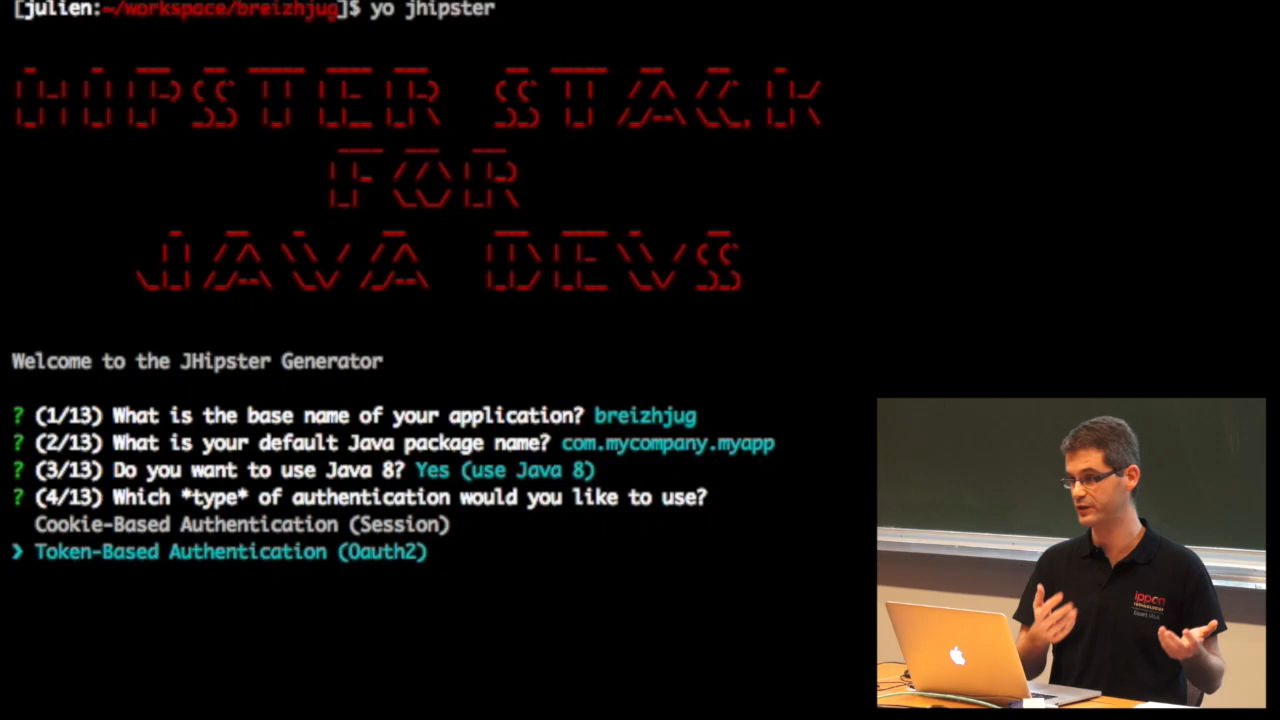 [julien:~/workspace/breizhjug]$ yo jhipster
HIPSTER STACK
FOR
JAVA DEVS
Welcome to the JHipster Generator
? (1/13) What is the base name of your application? breizhjug
? (2/13) What is your default Java package name? com.mycompany.myapp
? (3/13) Do you want to use Java 8? Yes (use Java 8)
? (4/13) Which *type* of authentication would you like to use?
Cookie-Based Authentication (Session)
❯ Token-Based Authentication (Oauth2)
ippon